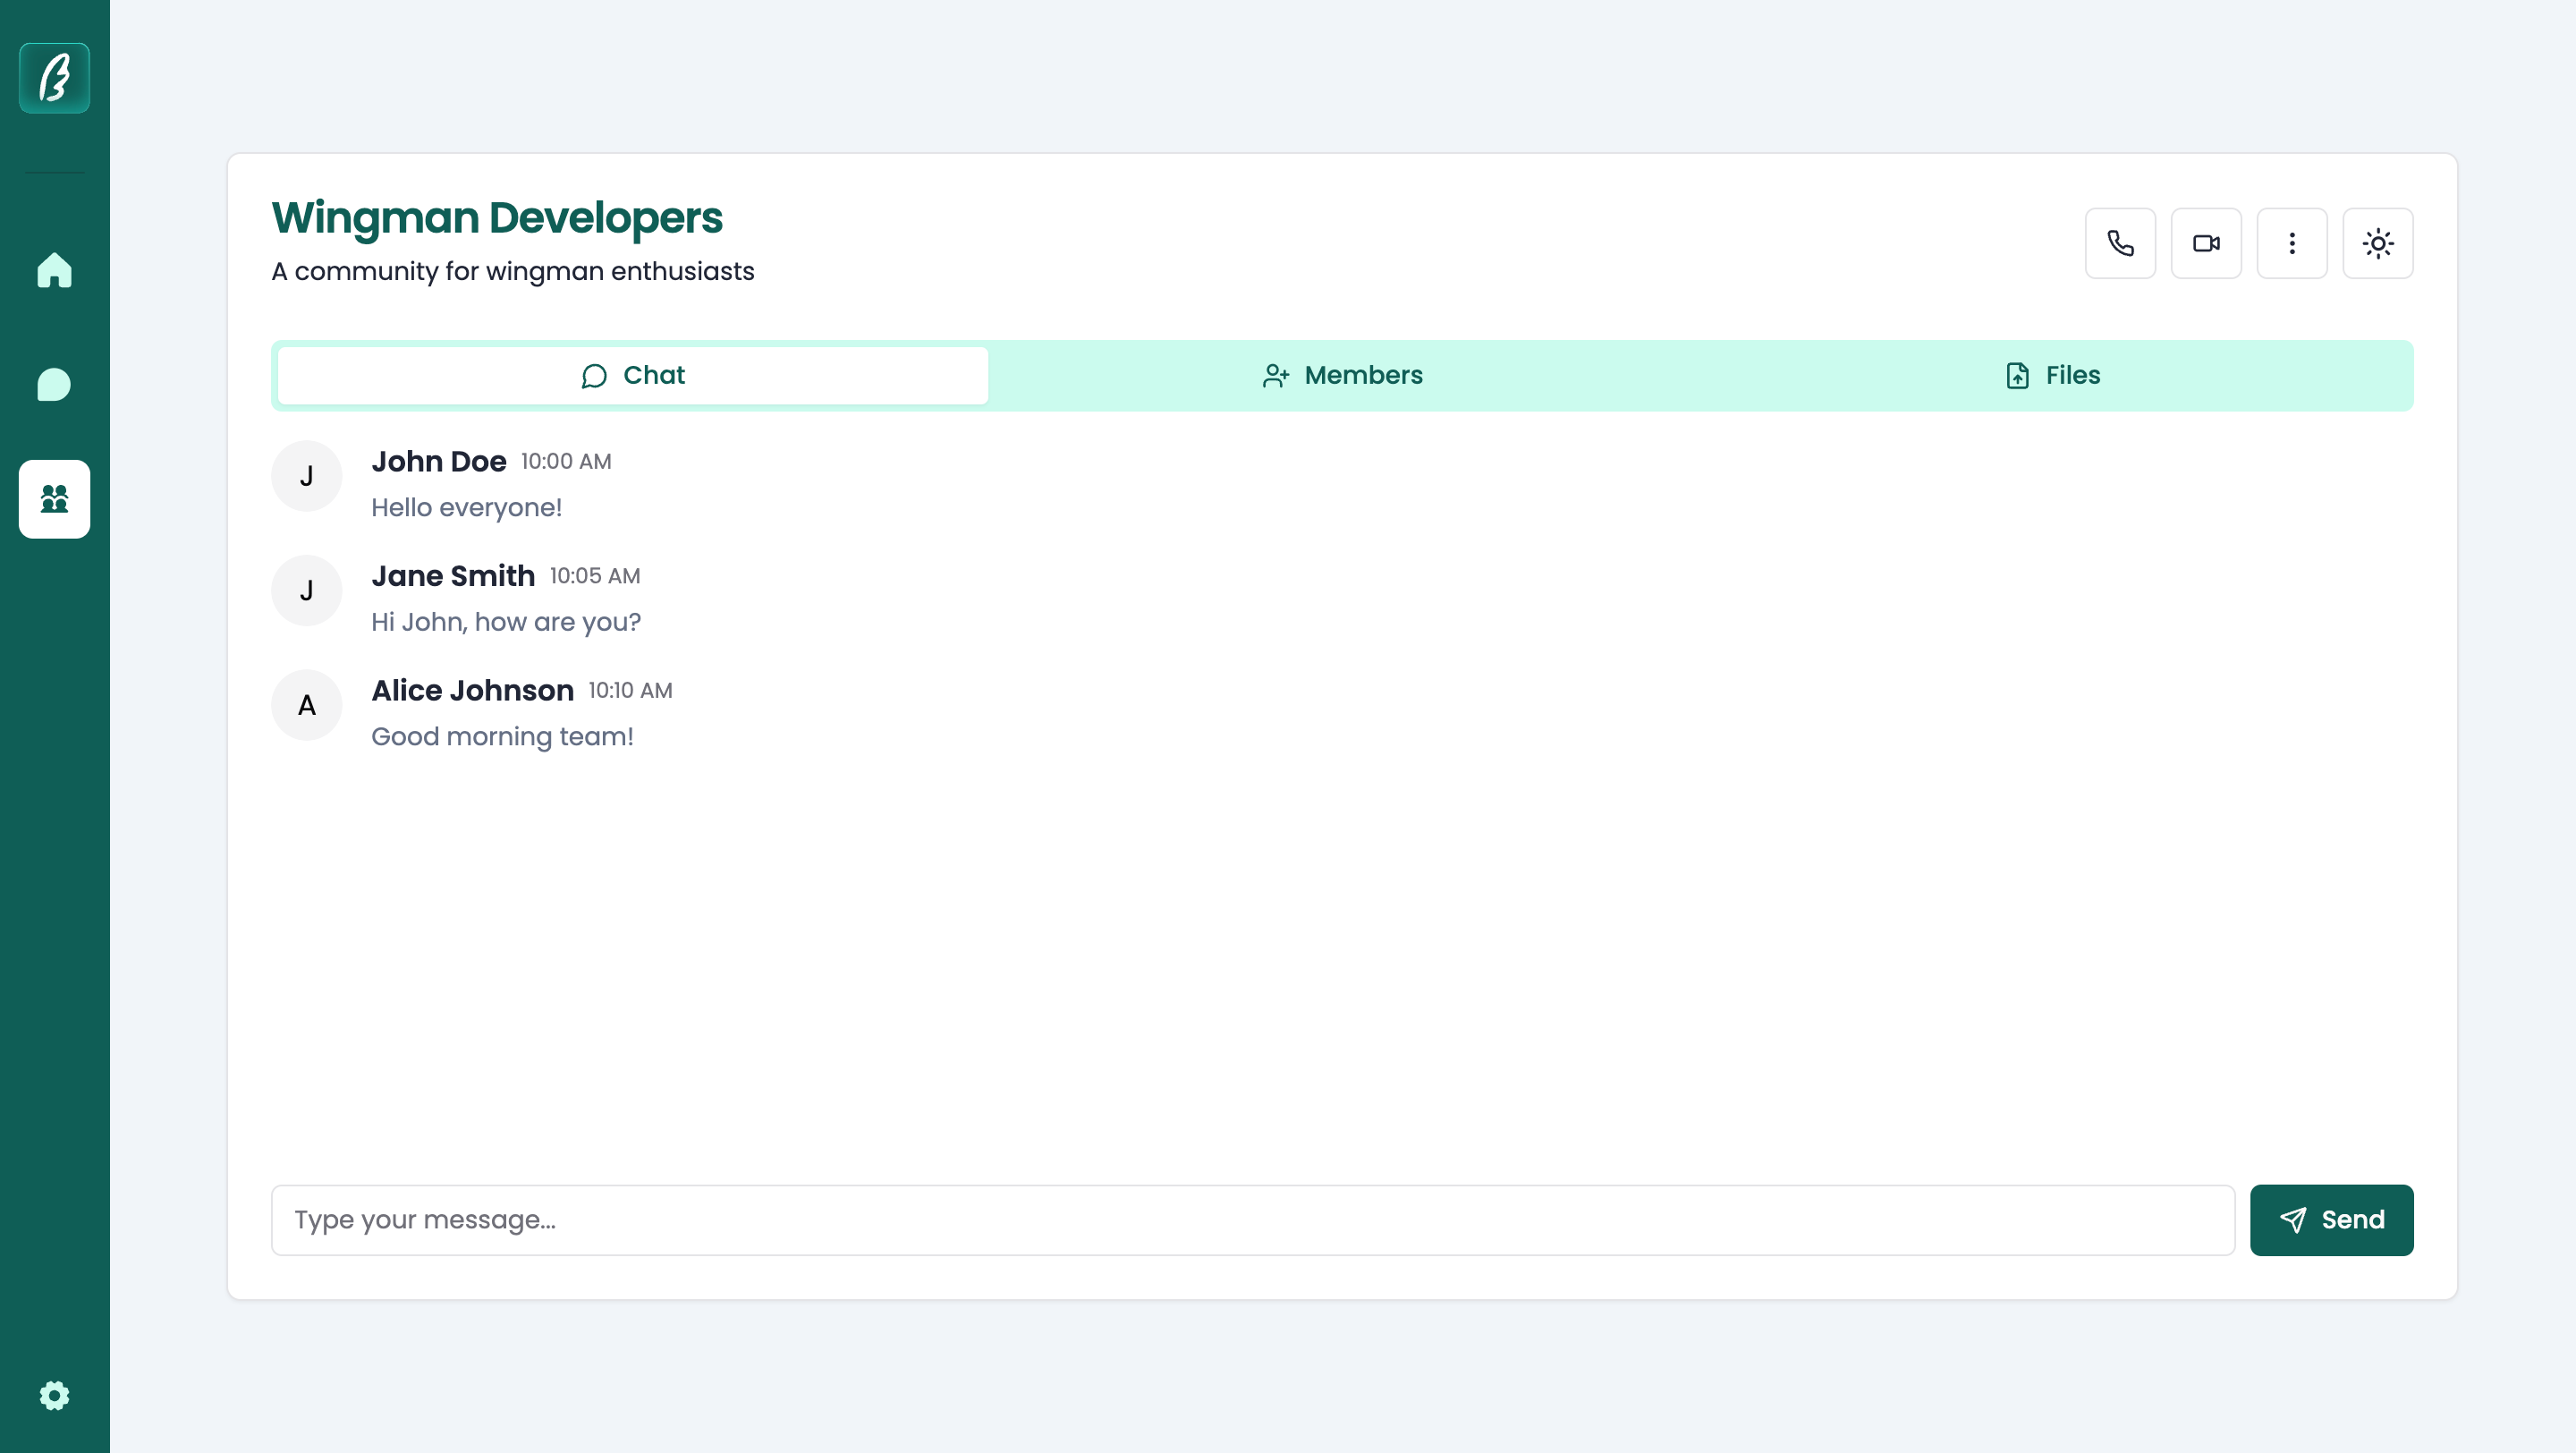 Wingman Developers
A community for wingman enthusiasts
Chat
Members
Files
J
John Doe 10:00 AM
Hello everyone!
J
Jane Smith 10:05 AM
Hi John, how are you?
A
Alice Johnson 10:10 AM
Good morning team!
Type your message...
Send